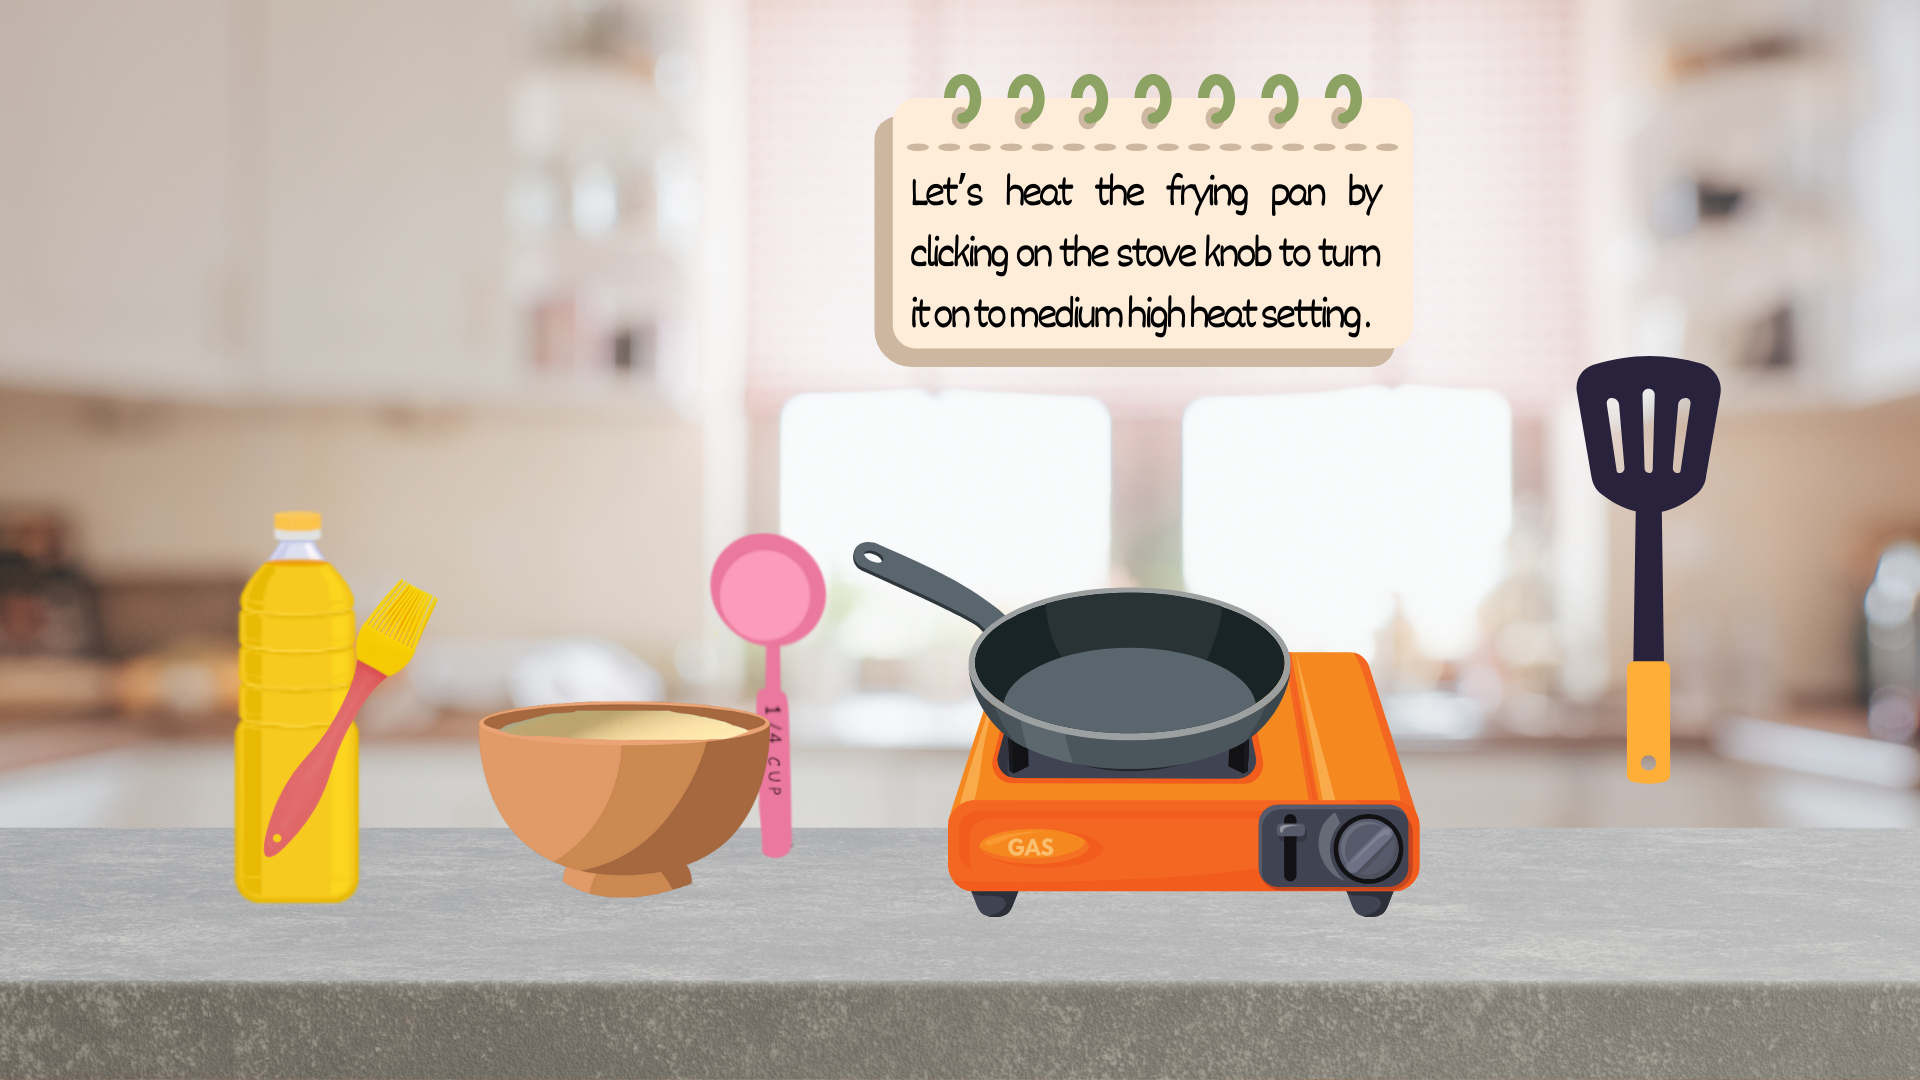 Let's heat the frying pan by
clicking on the stove knob to turn
it on to medium high heat setting.
1/4 CUP
GAS